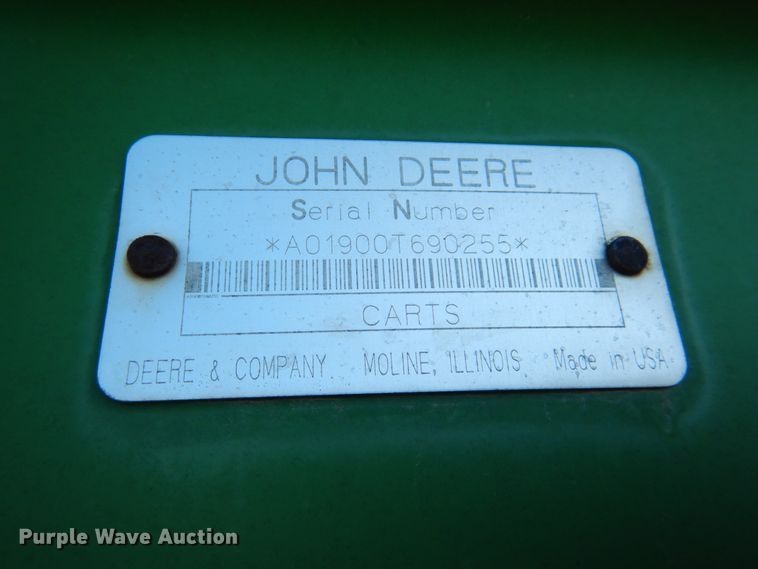 JOHN DEERE
Serial Number
*A01900T690255*
CARTS
DEERE & COMPANY MOLINE, ILLINOIS Made in USA
Purple Wave Auction